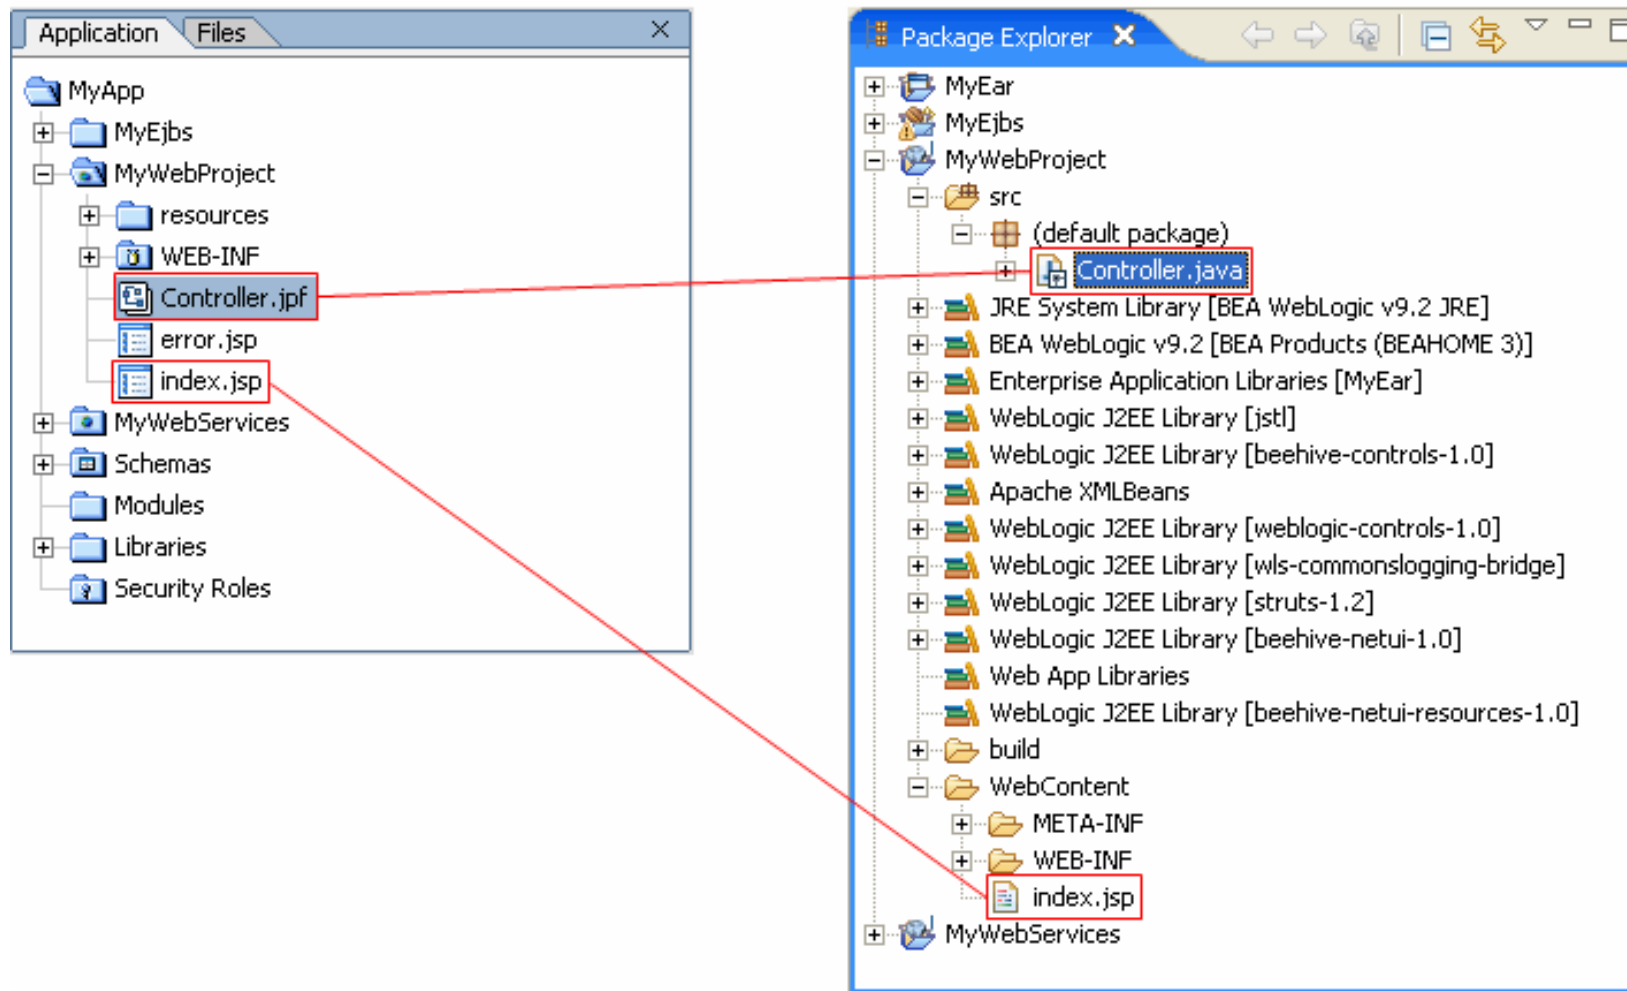 Application
Files
MyApp
MyEjbs
MyWebProject
resources
WEB-INF
Controller.jpf
error.jsp
index.jsp
MyWebServices
Schemas
Modules
Libraries
Security Roles
Package Explorer
MyEar
MyEjbs
MyWebProject
src
(default package)
Controller.java
JRE System Library [BEA WebLogic v9.2 JRE]
BEA WebLogic v9.2 [BEA Products (BEAHOME 3)]
Enterprise Application Libraries [MyEar]
WebLogic J2EE Library [jstl]
WebLogic J2EE Library [beehive-controls-1.0]
Apache XMLBeans
WebLogic J2EE Library [weblogic-controls-1.0]
WebLogic J2EE Library [wls-commonslogging-bridge]
WebLogic J2EE Library [struts-1.2]
WebLogic J2EE Library [beehive-netui-1.0]
Web App Libraries
WebLogic J2EE Library [beehive-netui-resources-1.0]
build
WebContent
META-INF
WEB-INF
index.jsp
MyWebServices